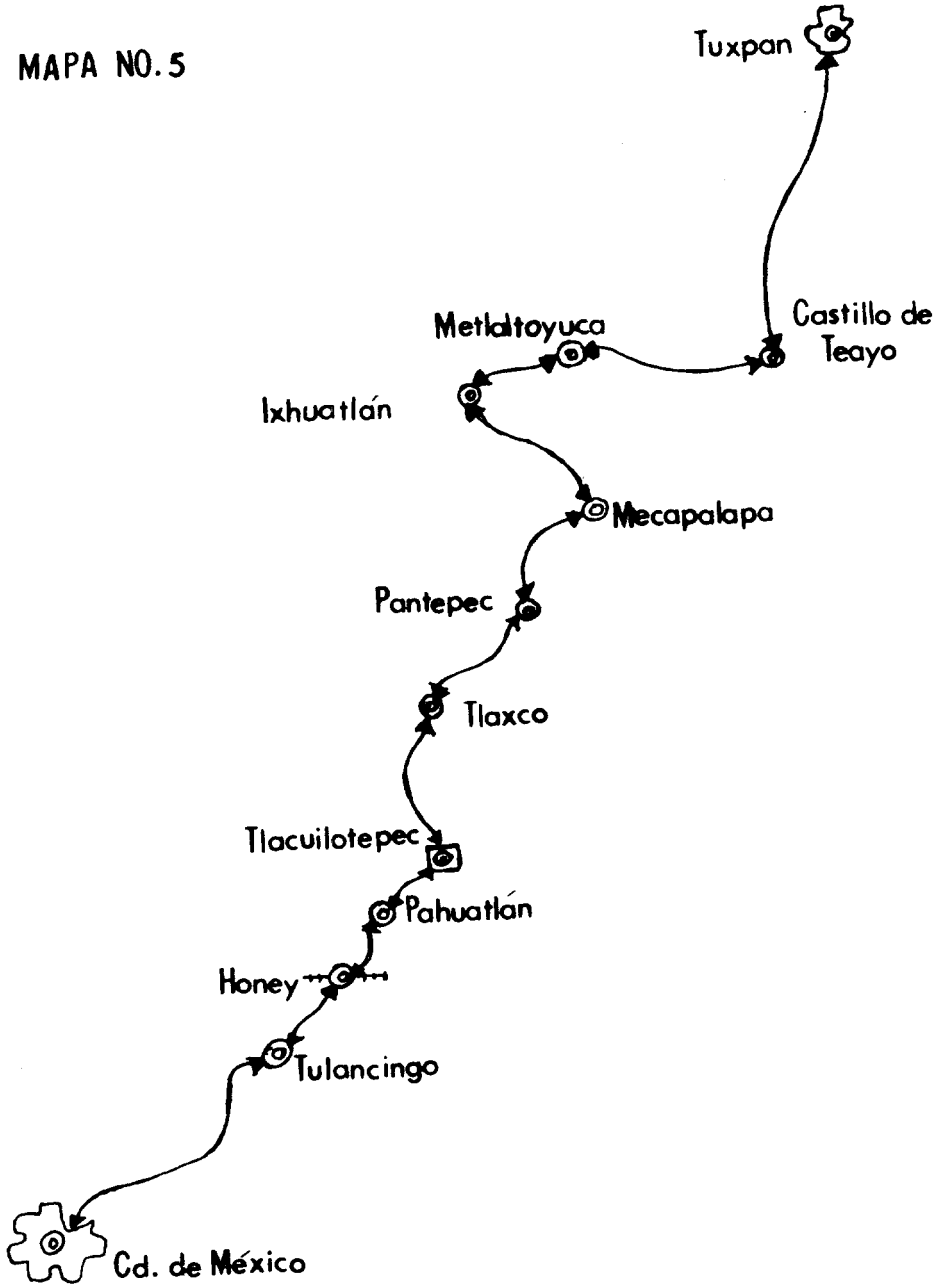 MAPA NO. 5
Tuxpan
Castillo de
Teayo
Metlaltoyuca
Ixhuatlán
Mecapalapa
Pantepec
Tlaxco
Tlacuilotepec
Pahuatlán
Honey
Tulancingo
Cd. de México